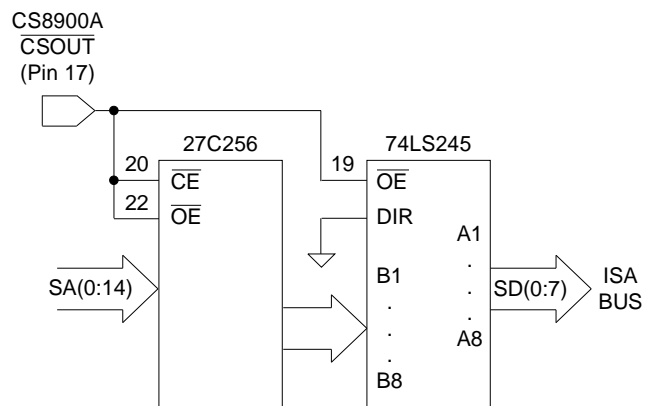 CS8900A
CSOUT
(Pin 17)
27C256
74LS245
20
CE
19
OE
22
OE
DIR
A1
.
.
.
A8
SA(0:14)
B1
.
.
.
B8
SD(0:7)
ISA
BUS